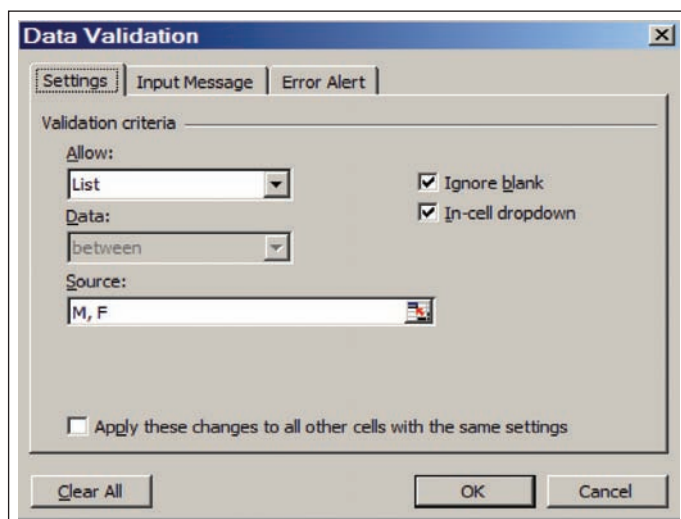 Data Validation
Settings Input Message Error Alert
Validation criteria
Allow:
List
Ignore blank
Data:
In-cell dropdown
between
Source:
M, F
Apply these changes to all other cells with the same settings
Clear All OK Cancel